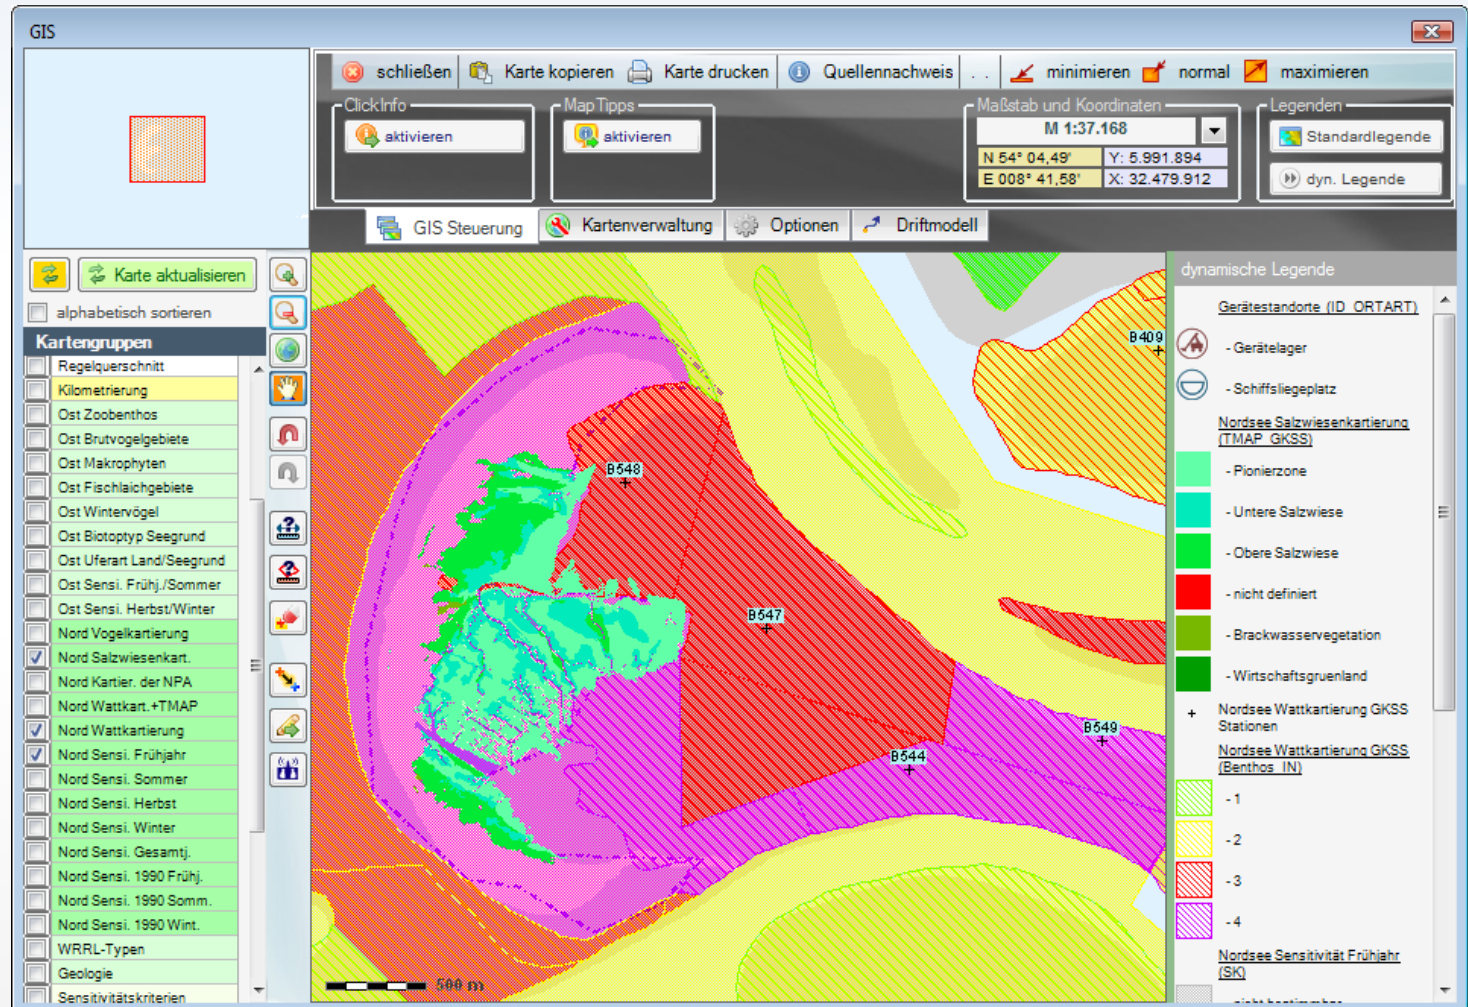 GIS
schließen Karte kopieren Karte drucken Quellennachweis . . minimieren normal maximieren
ClickInfo MapTipps Maßstab und Koordinaten Legenden
aktivieren aktivieren M 1:37.168 Standardlegende
N 54° 04,49' Y: 5.991.894
E 008° 41,58' X: 32.479.912 dyn. Legende
GIS Steuerung Kartenverwaltung Optionen Driftmodell
Karte aktualisieren
alphabetisch sortieren
Kartengruppen
Regelquerschnitt
Kilometrierung
Ost Zoobenthos
Ost Brutvogelgebiete
Ost Makrophyten
Ost Fischlaichgebiete
Ost Wintervögel
Ost Biotoptyp Seegrund
Ost Uferart Land/Seegrund
Ost Sensi. Frühj./Sommer
Ost Sensi. Herbst/Winter
Nord Vogelkartierung
Nord Salzwiesenkart.
Nord Kartier. der NPA
Nord Wattkart.+TMAP
Nord Wattkartierung
Nord Sensi. Frühjahr
Nord Sensi. Sommer
Nord Sensi. Herbst
Nord Sensi. Winter
Nord Sensi. Gesamtj.
Nord Sensi. 1990 Frühj.
Nord Sensi. 1990 Somm.
Nord Sensi. 1990 Wint.
WRRL-Typen
Geologie
Sensitivitätskriterien
B409
B548
B547
B549
B544
500 m
dynamische Legende
Gerätestandorte (ID_ORTART)
- Gerätelager
- Schiffsliegeplatz
Nordsee Salzwiesenkartierung
(TMAP_GKSS)
- Pionierzone
- Untere Salzwiese
- Obere Salzwiese
- nicht definiert
- Brackwasservegetation
- Wirtschaftsgruenland
Nordsee Wattkartierung GKSS
Stationen
Nordsee Wattkartierung GKSS
(Benthos_IN)
- 1
- 2
- 3
- 4
Nordsee Sensitivität Frühjahr
(SK)
- nicht bestimmbar